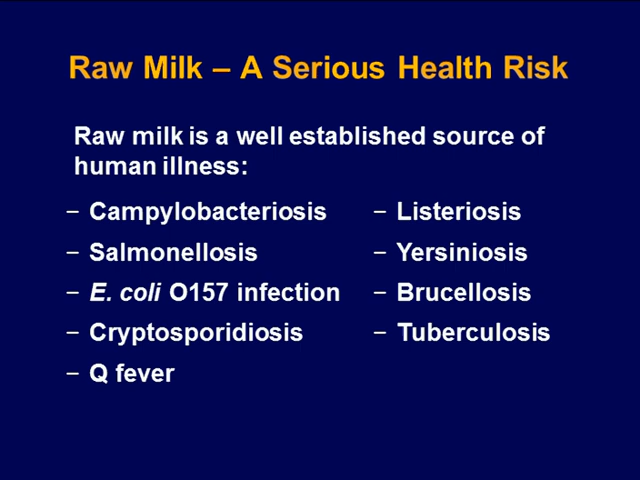 Raw Milk – A Serious Health Risk
Raw milk is a well established source of
human illness:
– Campylobacteriosis
– Salmonellosis
– E. coli O157 infection
– Cryptosporidiosis
– Q fever
– Listeriosis
– Yersiniosis
– Brucellosis
– Tuberculosis